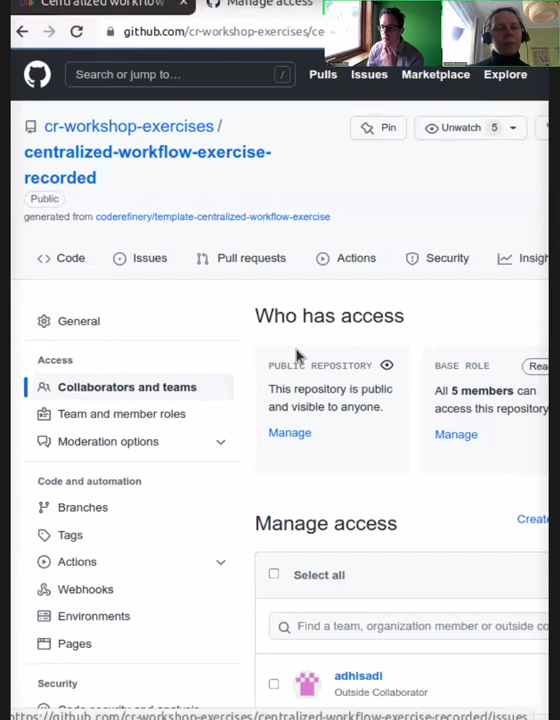 Centralized workflow
Manage access
github.com/cr-workshop-exercises/ce
Search or jump to…
/
Pulls
Issues
Marketplace
Explore
cr-workshop-exercises /
centralized-workflow-exercise-
recorded
Pin
Unwatch 5
Public
generated from coderefinery/template-centralized-workflow-exercise
Code
Issues
Pull requests
Actions
Security
Insigh
General
Access
Collaborators and teams
Team and member roles
Moderation options
Code and automation
Branches
Tags
Actions
Webhooks
Environments
Pages
Security
Who has access
PUBLIC REPOSITORY
This repository is public
and visible to anyone.
Manage
BASE ROLE
Rea
All 5 members can
access this repository
Manage
Manage access
Create
Select all
Find a team, organization member or outside co
adhlsadl
Outside Collaborator
https://github.com/cr-workshop-exercises/centralized-workflow-exercise-recorded/issues